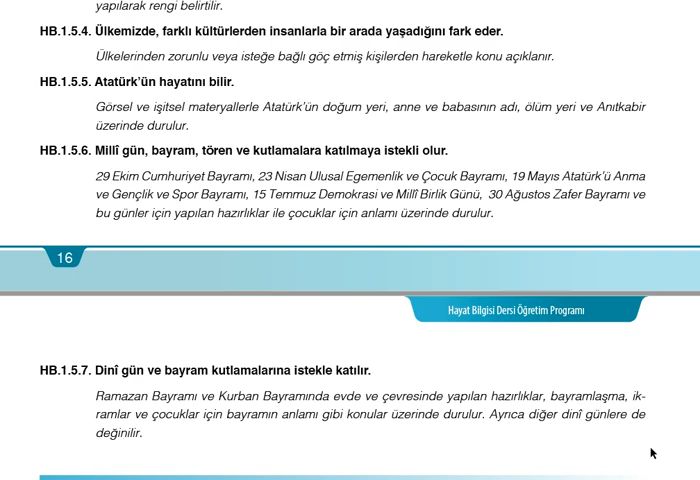 yapılarak rengi belirtilir.
HB.1.5.4. Ülkemizde, farklı kültürlerden insanlarla bir arada yaşadığını fark eder.
Ülkelerinden zorunlu veya isteğe bağlı göç etmiş kişilerden hareketle konu açıklanır.
HB.1.5.5. Atatürk’ün hayatını bilir.
Görsel ve işitsel materyallerle Atatürk’ün doğum yeri, anne ve babasının adı, ölüm yeri ve Anıtkabir
üzerinde durulur.
HB.1.5.6. Millî gün, bayram, tören ve kutlamalara katılmaya istekli olur.
29 Ekim Cumhuriyet Bayramı, 23 Nisan Ulusal Egemenlik ve Çocuk Bayramı, 19 Mayıs Atatürk’ü Anma
ve Gençlik ve Spor Bayramı, 15 Temmuz Demokrasi ve Millî Birlik Günü, 30 Ağustos Zafer Bayramı ve
bu günler için yapılan hazırlıklar ile çocuklar için anlamı üzerinde durulur.
16
Hayat Bilgisi Dersi Öğretim Programı
HB.1.5.7. Dinî gün ve bayram kutlamalarına istekle katılır.
Ramazan Bayramı ve Kurban Bayramında evde ve çevresinde yapılan hazırlıklar, bayramlaşma, ik-
ramlar ve çocuklar için bayramın anlamı gibi konular üzerinde durulur. Ayrıca diğer dinî günlere de
değinilir.